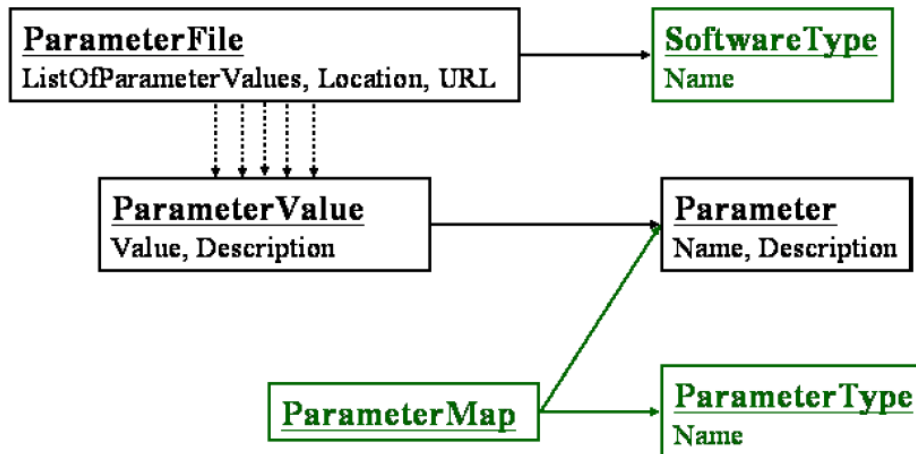 ParameterFile
ListOfParameterValues, Location, URL
SoftwareType
Name
ParameterValue
Value, Description
Parameter
Name, Description
ParameterMap
ParameterType
Name